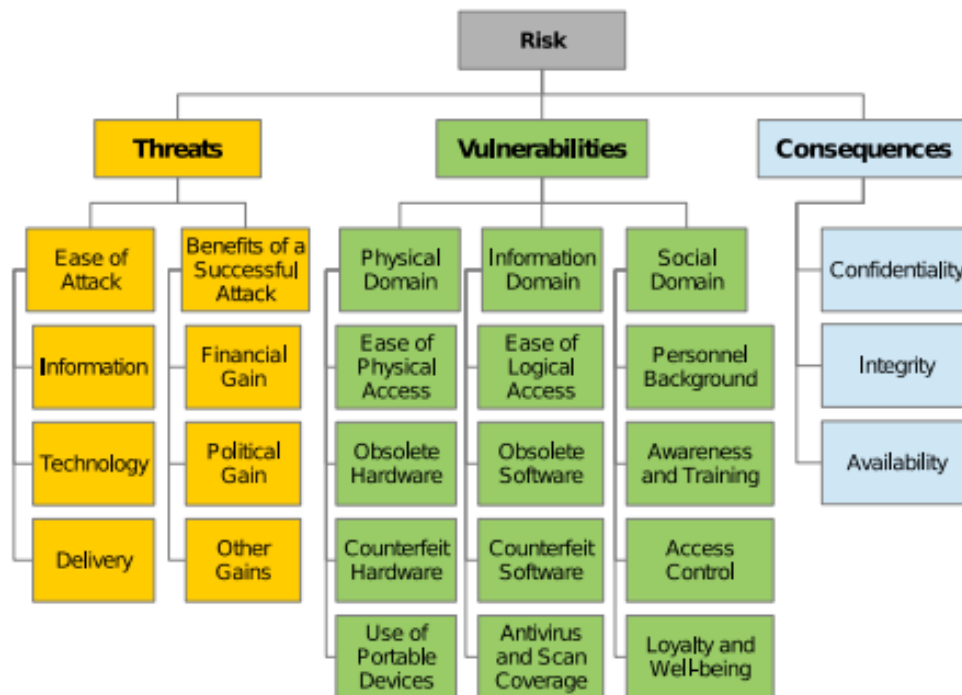 Risk
Threats
Vulnerabilities
Consequences
Ease of
Attack
Benefits of a
Successful
Attack
Physical
Domain
Information
Domain
Social
Domain
Confidentiality
Information
Financial
Gain
Ease of
Physical
Access
Ease of
Logical
Access
Personnel
Background
Integrity
Technology
Political
Gain
Obsolete
Hardware
Obsolete
Software
Awareness
and Training
Availability
Delivery
Other
Gains
Counterfeit
Hardware
Counterfeit
Software
Access
Control
Use of
Portable
Devices
Antivirus
and Scan
Coverage
Loyalty and
Well-being